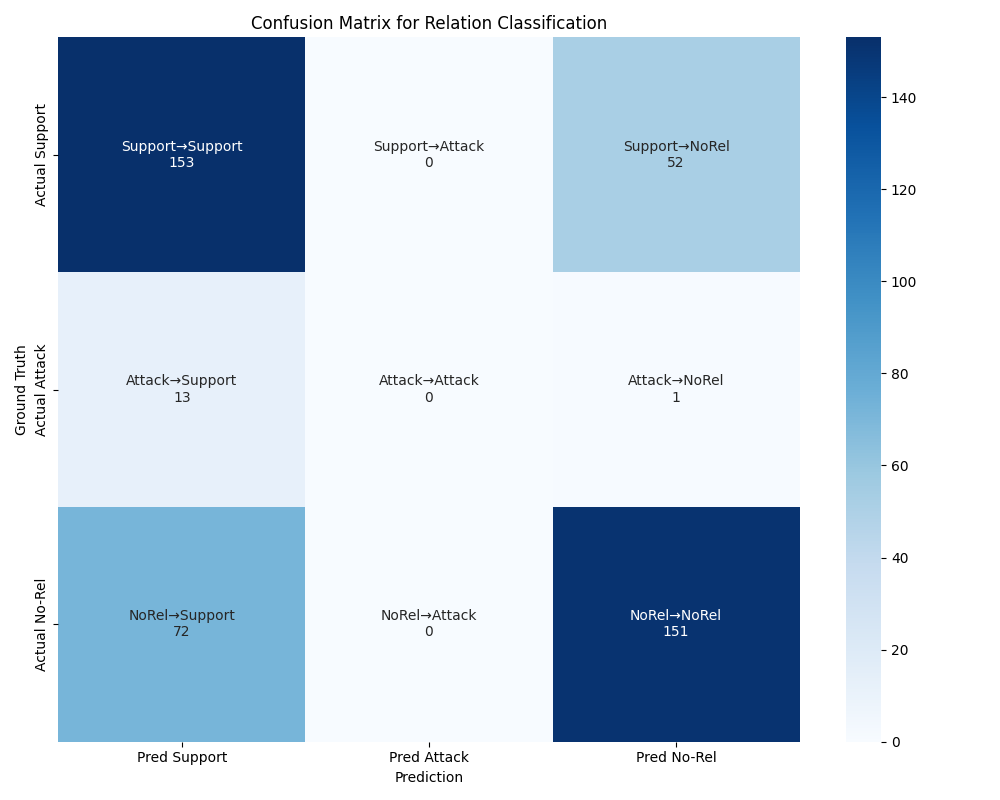 Confusion Matrix for Relation Classification
Support→Support
153
Support→Attack
0
Support→NoRel
52
Attack→Support
13
Attack→Attack
0
Attack→NoRel
1
NoRel→Support
72
NoRel→Attack
0
NoRel→NoRel
151
Actual Support
Actual Attack
Actual No-Rel
Ground Truth
Pred Support
Pred Attack
Pred No-Rel
Prediction
140
120
100
80
60
40
20
0